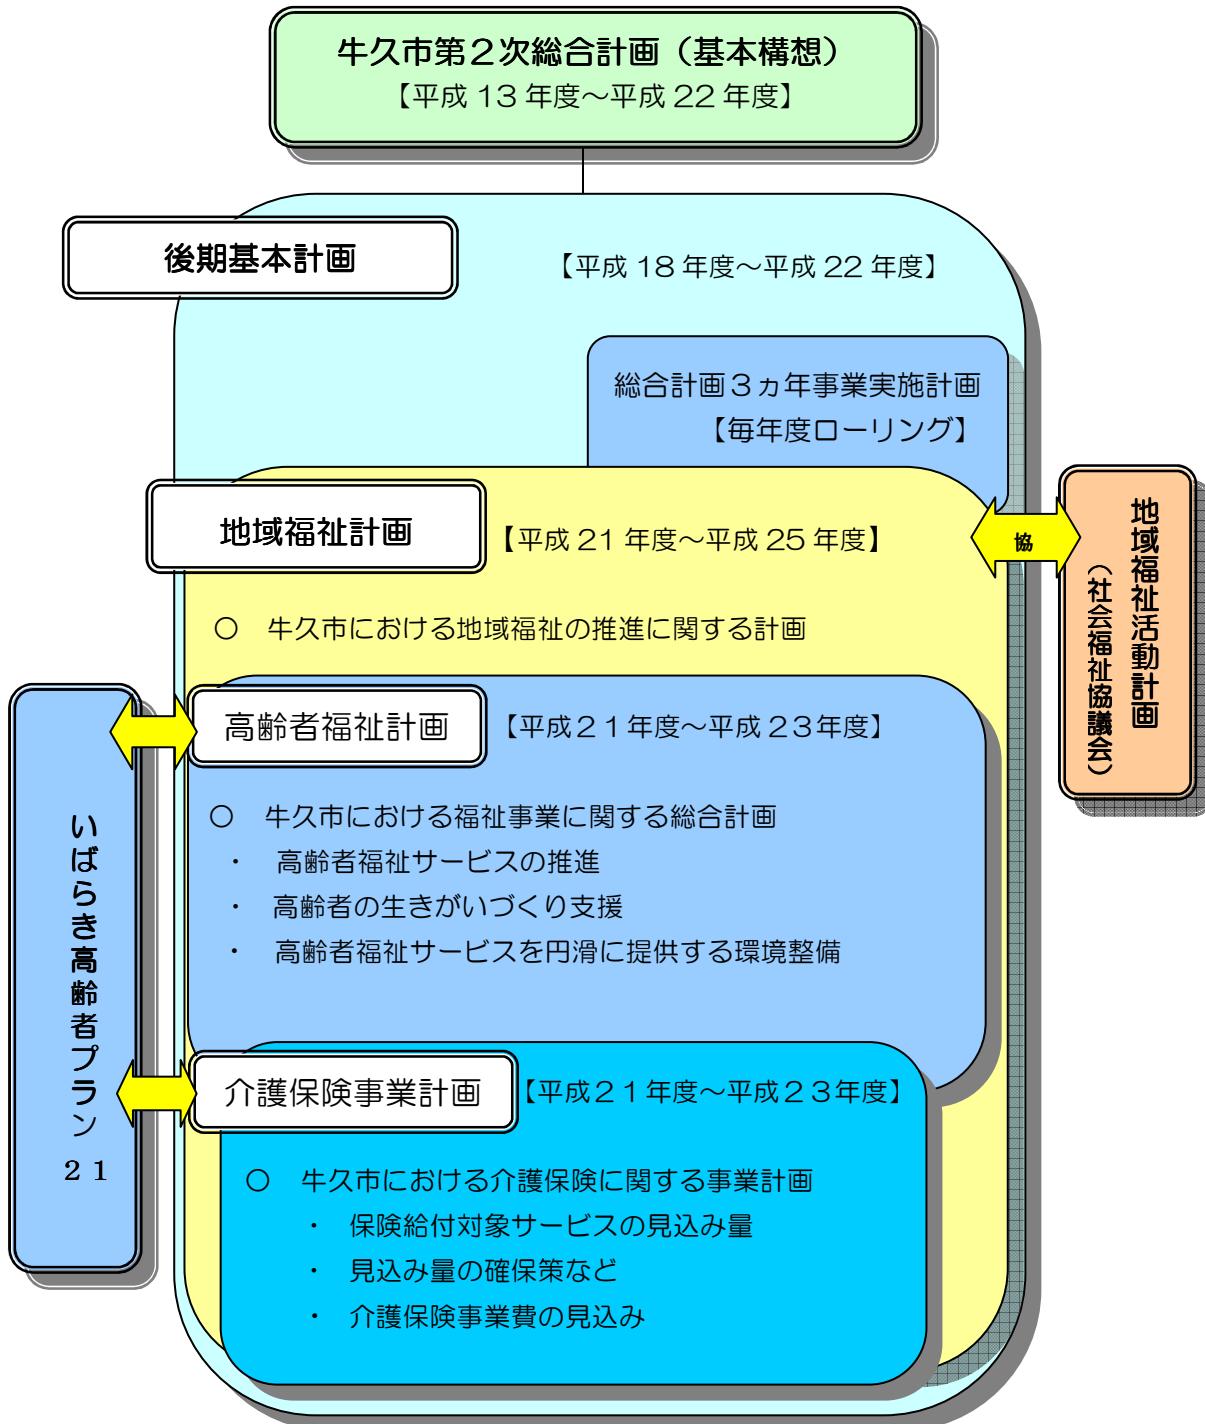 牛久市第２次総合計画（基本構想）
【平成 13 年度～平成 22 年度】
後期基本計画
【平成 18 年度～平成 22 年度】
総合計画３ヵ年事業実施計画
【毎年度ローリング】
地域福祉計画
【平成 21 年度～平成 25 年度】
協
地域福祉活動計画
（社会福祉協議会）
○　牛久市における地域福祉の推進に関する計画
高齢者福祉計画
【平成２１年度～平成２３年度】
○　牛久市における福祉事業に関する総合計画
・　高齢者福祉サービスの推進
・　高齢者の生きがいづくり支援
・　高齢者福祉サービスを円滑に提供する環境整備
いばらき高齢者プラン２１
介護保険事業計画
【平成２１年度～平成２３年度】
○　牛久市における介護保険に関する事業計画
・　保険給付対象サービスの見込み量
・　見込み量の確保策など
・　介護保険事業費の見込み